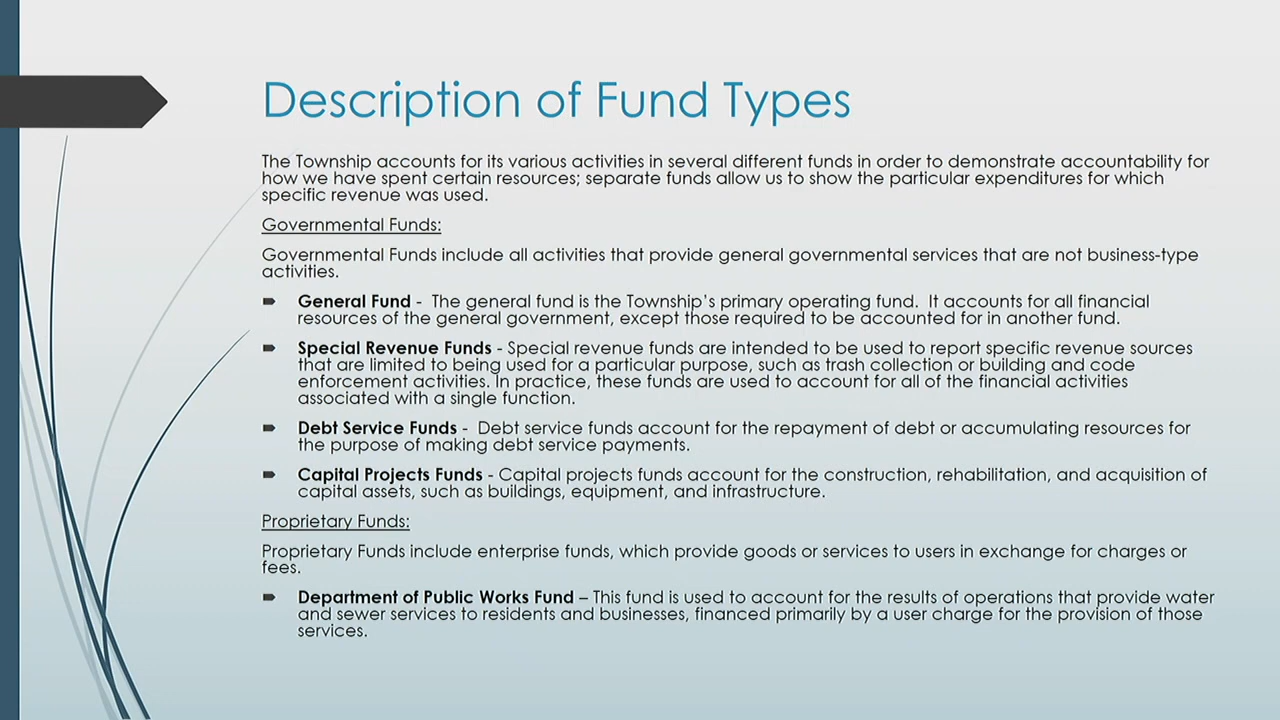 Description of Fund Types
The Township accounts for its various activities in several different funds in order to demonstrate accountability for
how we have spent certain resources; separate funds allow us to show the particular expenditures for which
specific revenue was used.
Governmental Funds:
Governmental Funds include all activities that provide general governmental services that are not business-type
activities.
General Fund - The general fund is the Township's primary operating fund. It accounts for all financial
resources of the general government, except those required to be accounted for in another fund.
Special Revenue Funds - Special revenue funds are intended to be used to report specific revenue sources
that are limited to being used for a particular purpose, such as trash collection or building and code
enforcement activities. In practice, these funds are used to account for all of the financial activities
associated with a single function.
Debt Service Funds - Debt service funds account for the repayment of debt or accumulating resources for
the purpose of making debt service payments.
Capital Projects Funds - Capital projects funds account for the construction, rehabilitation, and acquisition of
capital assets, such as buildings, equipment, and infrastructure.
Proprietary Funds:
Proprietary Funds include enterprise funds, which provide goods or services to users in exchange for charges or
fees.
Department of Public Works Fund – This fund is used to account for the results of operations that provide water
and sewer services to residents and businesses, financed primarily by a user charge for the provision of those
services.